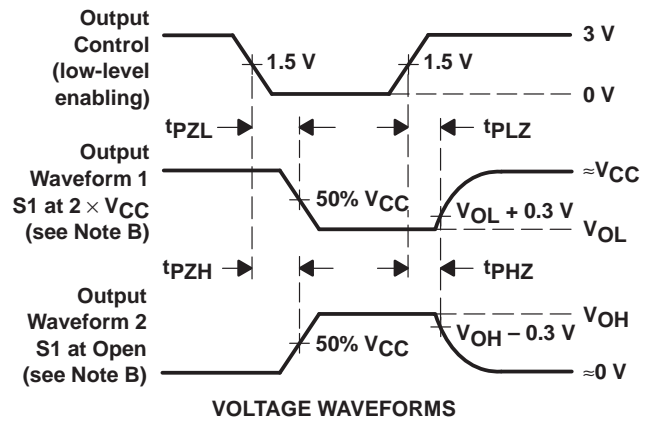 Output
Control
(low-level
enabling)
3 V
1.5 V
1.5 V
0 V
tPZL
tPLZ
Output
Waveform 1
S1 at 2 × VCC
(see Note B)
≈VCC
50% VCC
VOL + 0.3 V
VOL
tPZH
tPHZ
Output
Waveform 2
S1 at Open
(see Note B)
VOH
50% VCC
VOH − 0.3 V
≈0 V
VOLTAGE WAVEFORMS